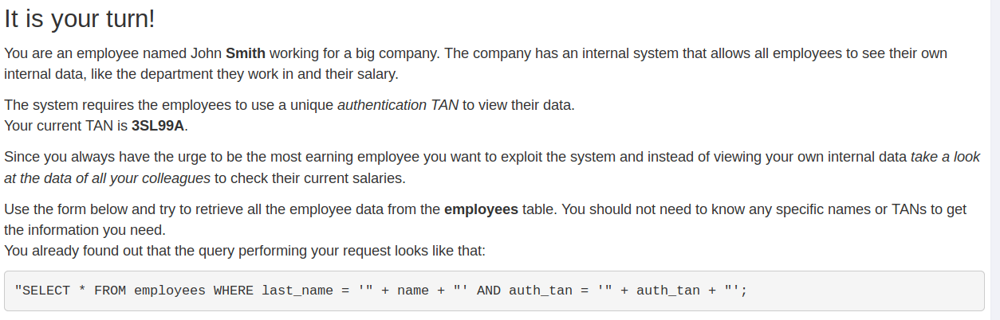 It is your turn!
You are an employee named John Smith working for a big company. The company has an internal system that allows all employees to see their own
internal data, like the department they work in and their salary.
The system requires the employees to use a unique authentication TAN to view their data.
Your current TAN is 3SL99A.
Since you always have the urge to be the most earning employee you want to exploit the system and instead of viewing your own internal data take a look
at the data of all your colleagues to check their current salaries.
Use the form below and try to retrieve all the employee data from the employees table. You should not need to know any specific names or TANs to get
the information you need.
You already found out that the query performing your request looks like that:
"SELECT * FROM employees WHERE last_name = '" + name + "' AND auth_tan = '" + auth_tan + "';